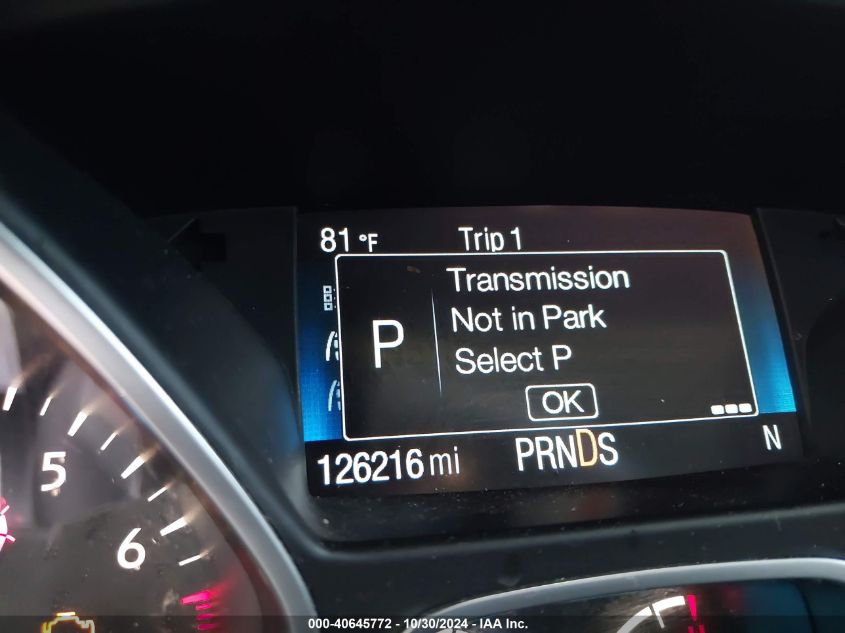 81 °F Trip 1
Transmission
Not in Park
P
Select P
OK
126216 mi PRNDS N
5
6
000-40645772 - 10/30/2024 - IAA Inc.